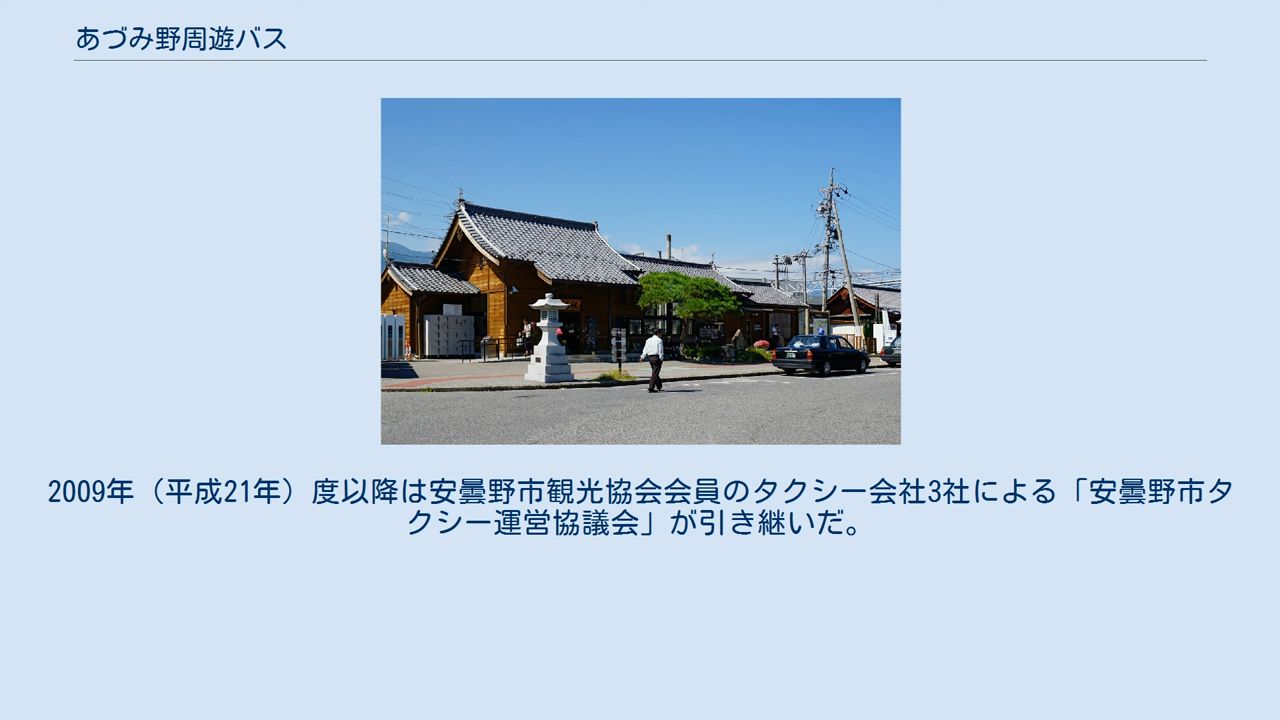 あづみ野周遊バス
2009年（平成21年）度以降は安曇野市観光協会会員のタクシー会社3社による「安曇野市タ
クシー運営協議会」が引き継いだ。